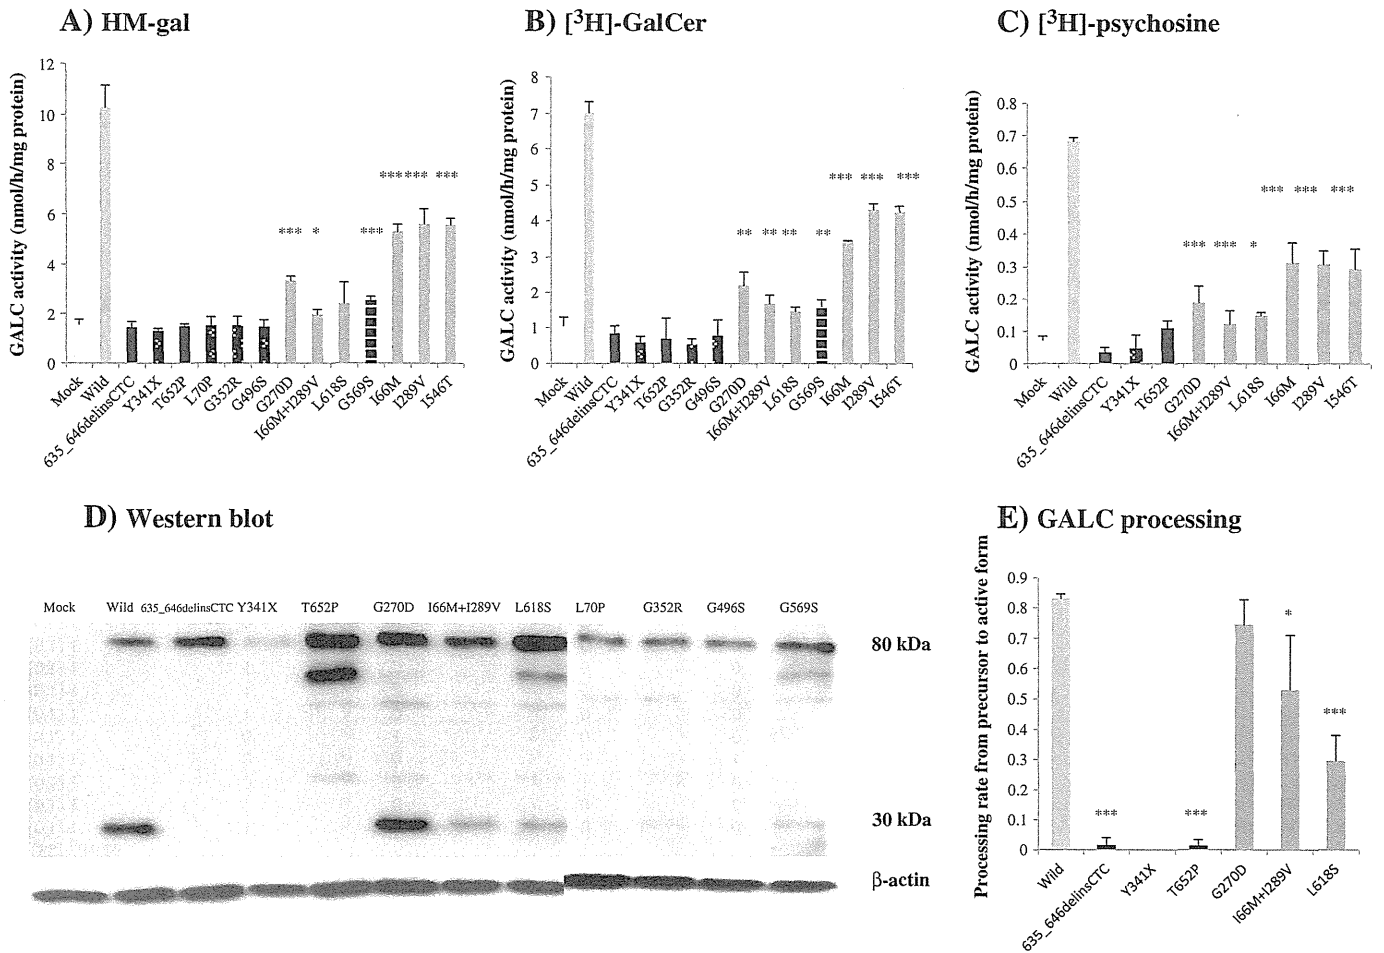 A) HM-gal
GALC activity (nmol/h/mg protein)
12
10
8
6
4
2
0
*** * *** *** *** ***
Mock Wild 635_646delinsCTC Y341X T652P L70P G352R G496S G270D I66M+I289V L618S G569S I66M I289V I546T
B) [³H]-GalCer
GALC activity (nmol/h/mg protein)
8
7
6
5
4
3
2
1
0
** ** ** ** *** *** ***
Mock Wild 635_646delinsCTC Y341X T652P G352R G496S G270D I66M+I289V L618S G569S I66M I289V I546T
C) [³H]-psychosine
GALC activity (nmol/h/mg protein)
0.8
0.7
0.6
0.5
0.4
0.3
0.2
0.1
0
*** *** * *** *** ***
Mock Wild 635_646delinsCTC Y341X T652P G270D I66M+I289V L618S I66M I289V I546T
D) Western blot
Mock Wild 635_646delinsCTC Y341X T652P G270D I66M+I289V L618S L70P G352R G496S G569S
80 kDa
30 kDa
β-actin
E) GALC processing
Processing rate from precursor to active form
0.9
0.8
0.7
0.6
0.5
0.4
0.3
0.2
0.1
0
*** *** * ***
Wild 635_646delinsCTC Y341X T652P G270D I66M+I289V L618S